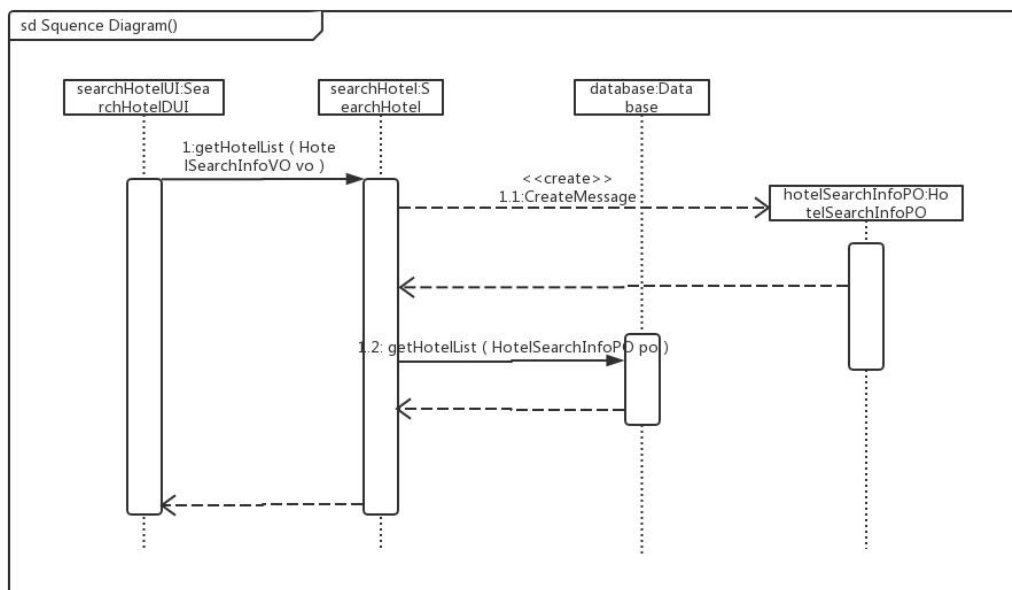 sd Squence Diagram()
searchHotelUI:Sea
rchHotelDUI
searchHotel:S
earchHotel
database:Data
base
1:getHotelList ( Hote
lSearchInfoVO vo )
<<create>>
1.1:CreateMessage
hotelSearchInfoPO:Ho
telSearchInfoPO
1.2: getHotelList ( HotelSearchInfoPO po )